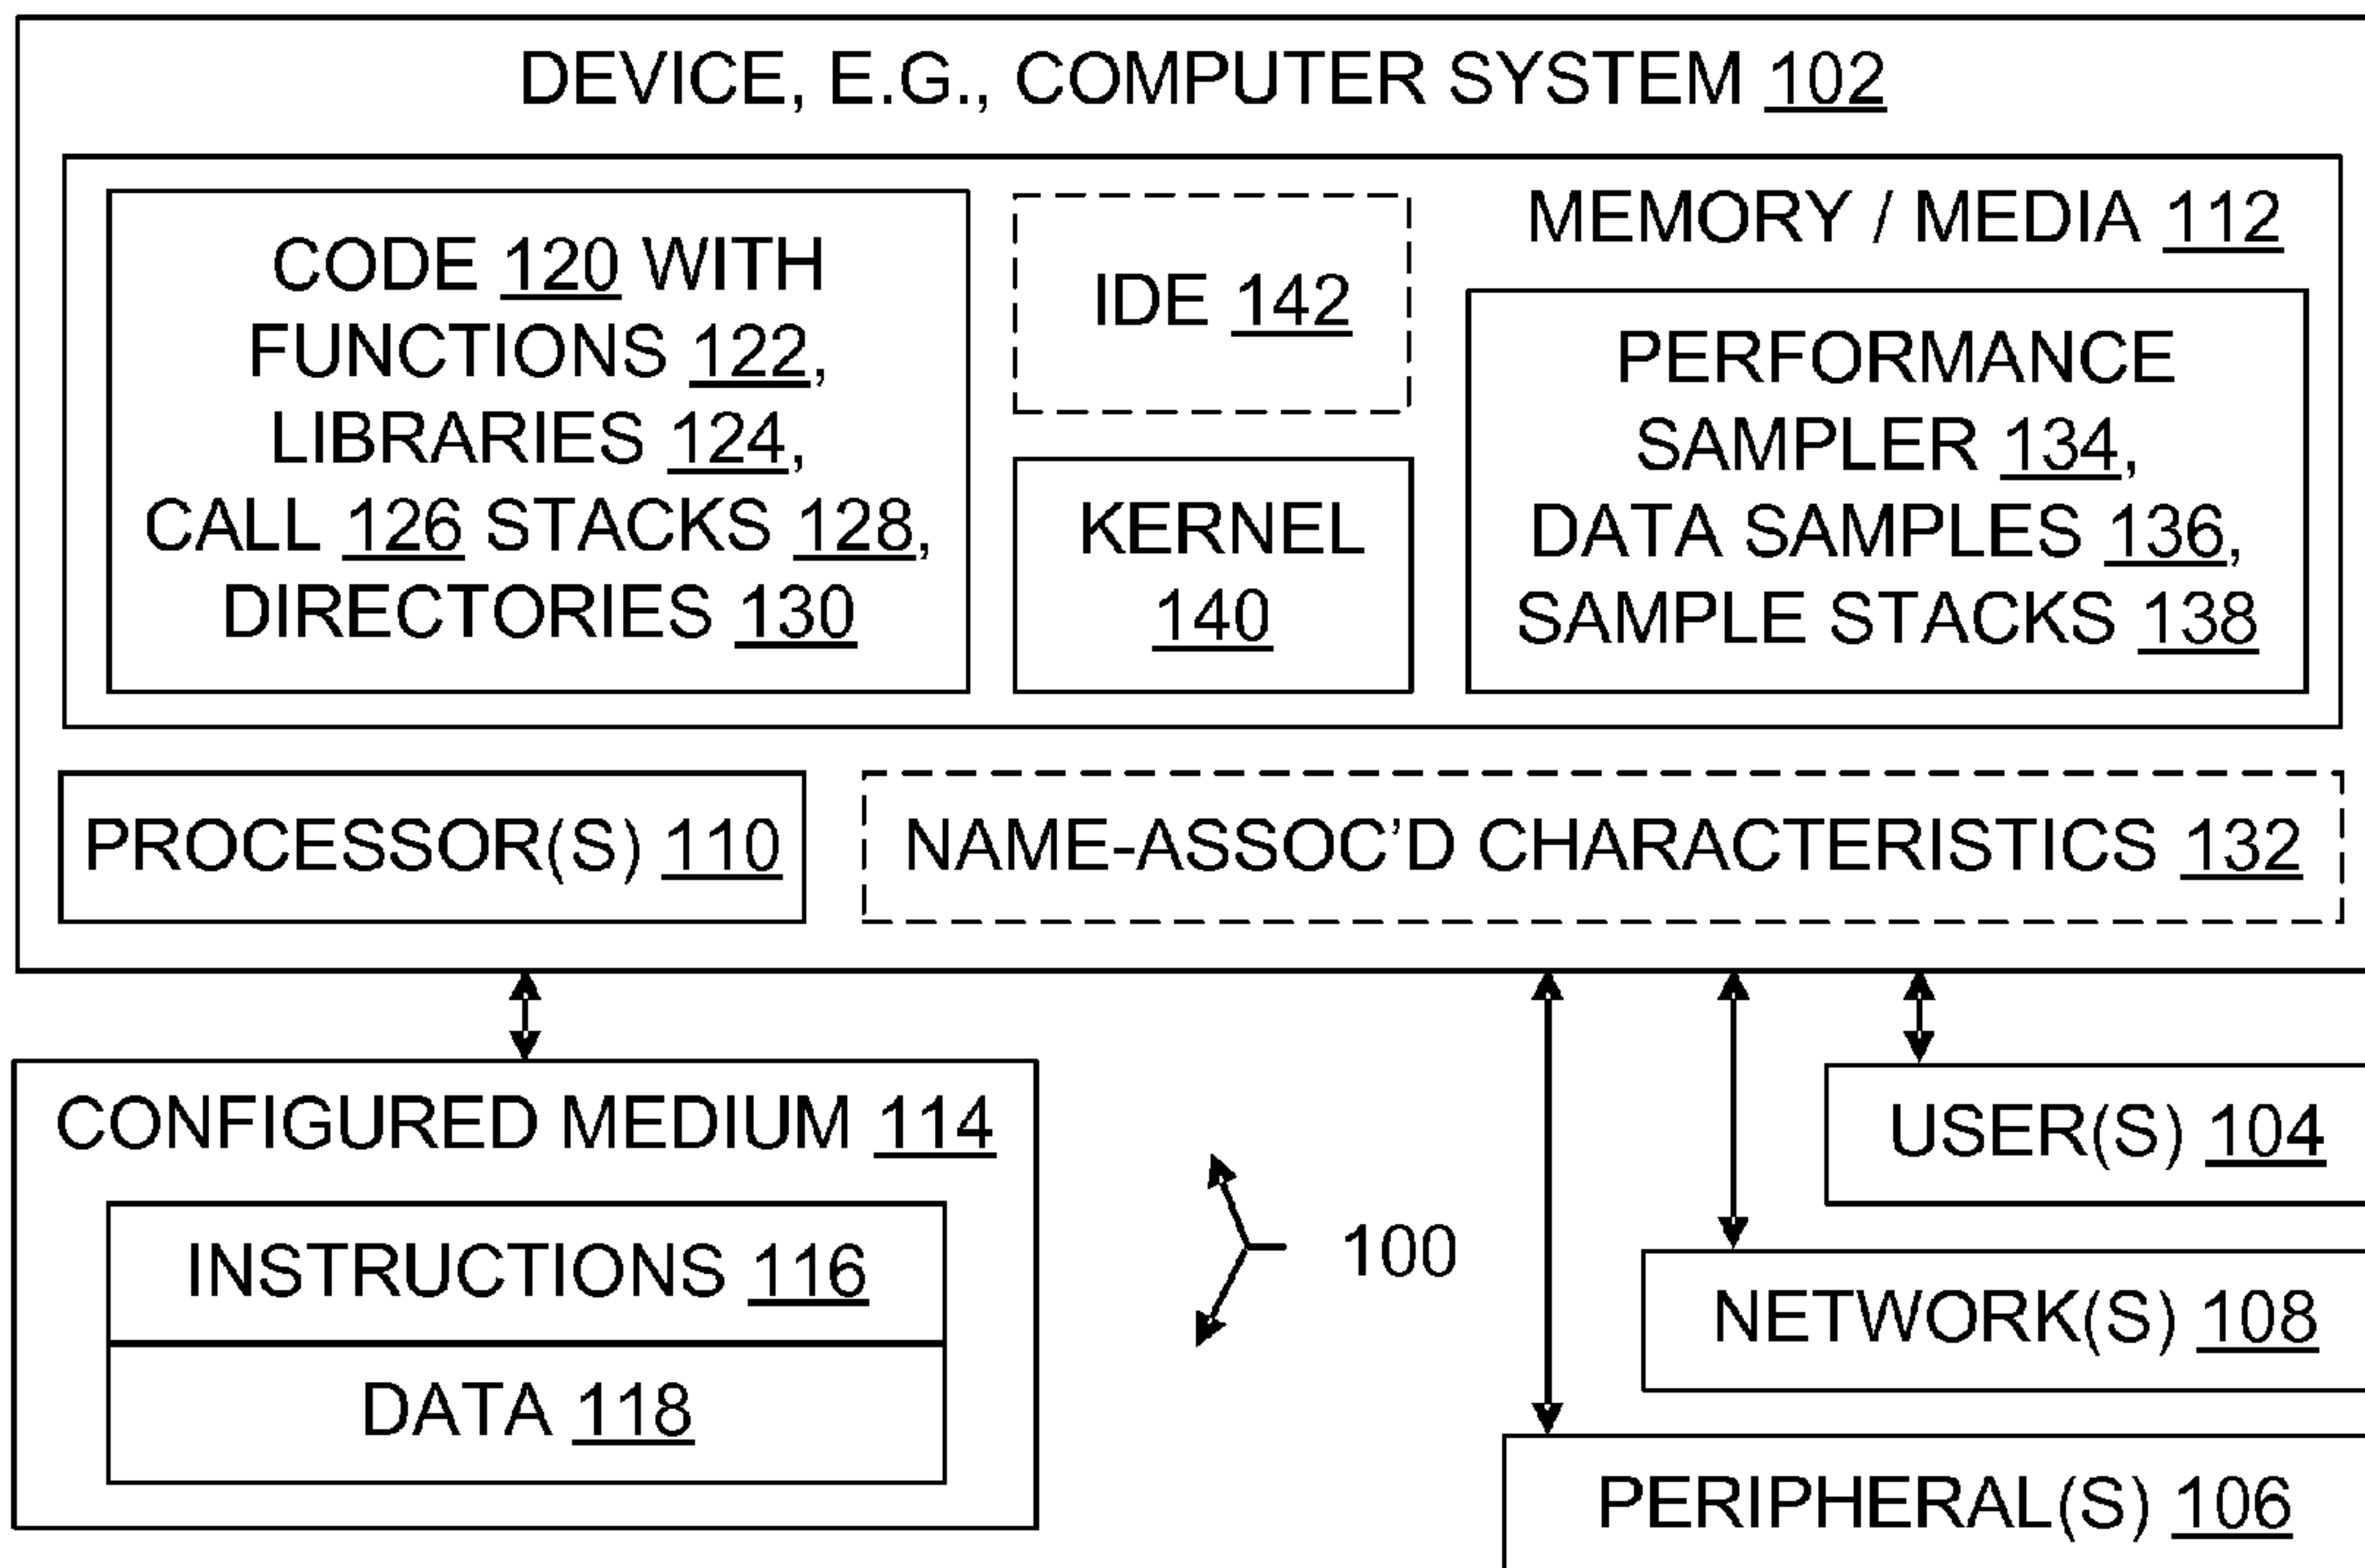 DEVICE, E.G., COMPUTER SYSTEM 102
CODE 120 WITH
FUNCTIONS 122,
LIBRARIES 124,
CALL 126 STACKS 128,
DIRECTORIES 130
IDE 142
KERNEL
140
MEMORY / MEDIA 112
PERFORMANCE
SAMPLER 134,
DATA SAMPLES 136,
SAMPLE STACKS 138
PROCESSOR(S) 110
NAME-ASSOC’D CHARACTERISTICS 132
CONFIGURED MEDIUM 114
INSTRUCTIONS 116
DATA 118
100
USER(S) 104
NETWORK(S) 108
PERIPHERAL(S) 106